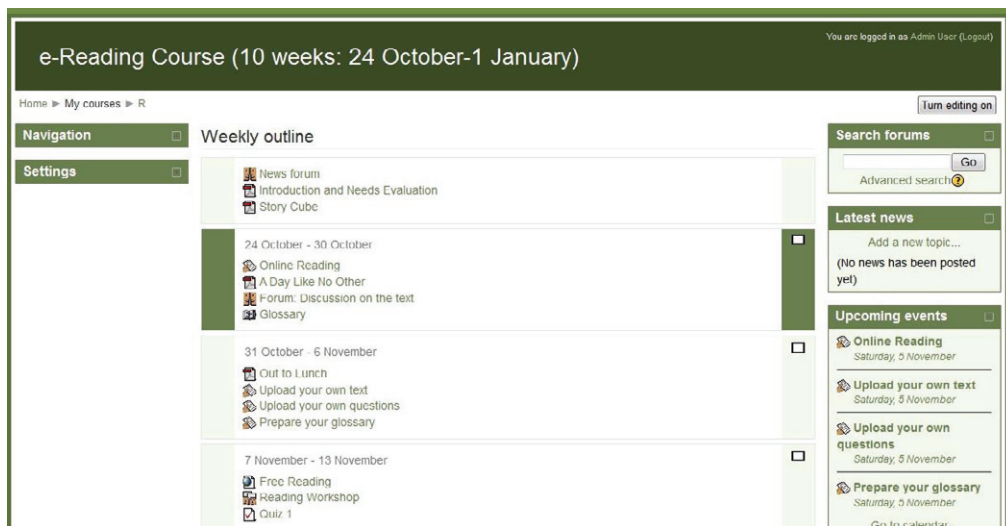 You are logged in as Admin User (Logout)
e-Reading Course (10 weeks: 24 October-1 January)
Home ► My courses ► R
Turn editing on
Navigation
Settings
Weekly outline
News forum
Introduction and Needs Evaluation
Story Cube
24 October - 30 October
Online Reading
A Day Like No Other
Forum: Discussion on the text
Glossary
31 October - 6 November
Out to Lunch
Upload your own text
Upload your own questions
Prepare your glossary
7 November - 13 November
Free Reading
Reading Workshop
Quiz 1
Search forums
Go
Advanced search
Latest news
Add a new topic...
(No news has been posted
yet)
Upcoming events
Online Reading
Saturday, 5 November
Upload your own text
Saturday, 5 November
Upload your own
questions
Saturday, 5 November
Prepare your glossary
Saturday, 5 November
Go to calendar